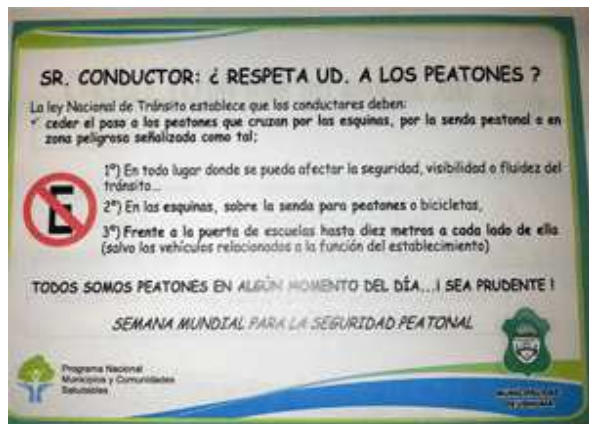 SR. CONDUCTOR: ¿ RESPETA UD. A LOS PEATONES ?
La ley Nacional de Tránsito establece que los conductores deben:
✓ ceder el paso a los peatones que cruzan por las esquinas, por la senda peatonal o en
zona peligrosa señalizada como tal;
1º) En todo lugar donde se pueda afectar la seguridad, visibilidad o fluidez del
tránsito...
E
2º) En las esquinas, sobre la senda para peatones o bicicletas,
3º) Frente a la puerta de escuelas hasta diez metros a cada lado de ella
(salvo los vehículos relacionados a la función del establecimiento)
TODOS SOMOS PEATONES EN ALGÚN MOMENTO DEL DÍA...¡ SEA PRUDENTE !
SEMANA MUNDIAL PARA LA SEGURIDAD PEATONAL
Programa Nacional
Municipios y Comunidades
Saludables
MUNICIPALIDAD